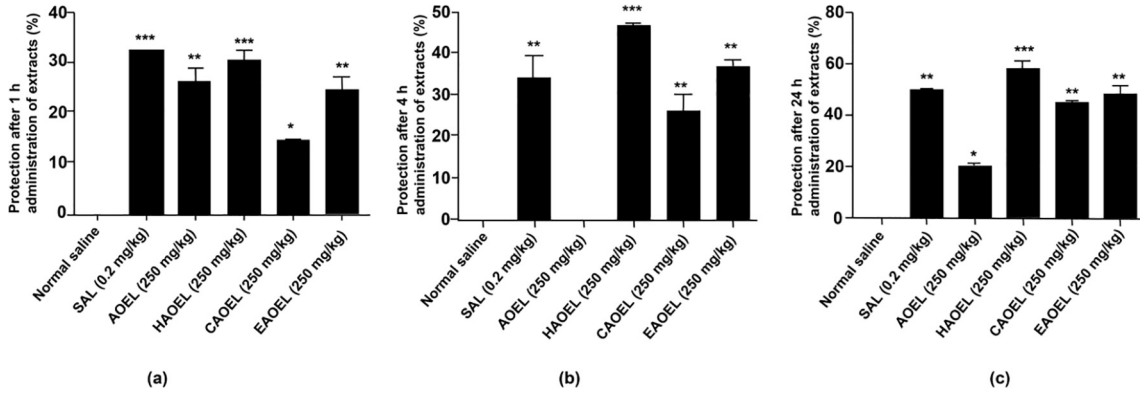 Protection after 1 h
administration of extracts (%)
40
30
20
10
0
***
**
***
*
**
Normal saline
SAL (0.2 mg/kg)
AOEL (250 mg/kg)
HAOEL (250 mg/kg)
CAOEL (250 mg/kg)
EAOEL (250 mg/kg)
(a)
Protection after 4 h
administration of extracts (%)
50
40
30
20
10
0
**
***
**
**
Normal saline
SAL (0.2 mg/kg)
AOEL (250 mg/kg)
HAOEL (250 mg/kg)
CAOEL (250 mg/kg)
EAOEL (250 mg/kg)
(b)
Protection after 24 h
administration of extracts (%)
80
60
40
20
0
**
*
***
**
**
Normal saline
SAL (0.2 mg/kg)
AOEL (250 mg/kg)
HAOEL (250 mg/kg)
CAOEL (250 mg/kg)
EAOEL (250 mg/kg)
(c)